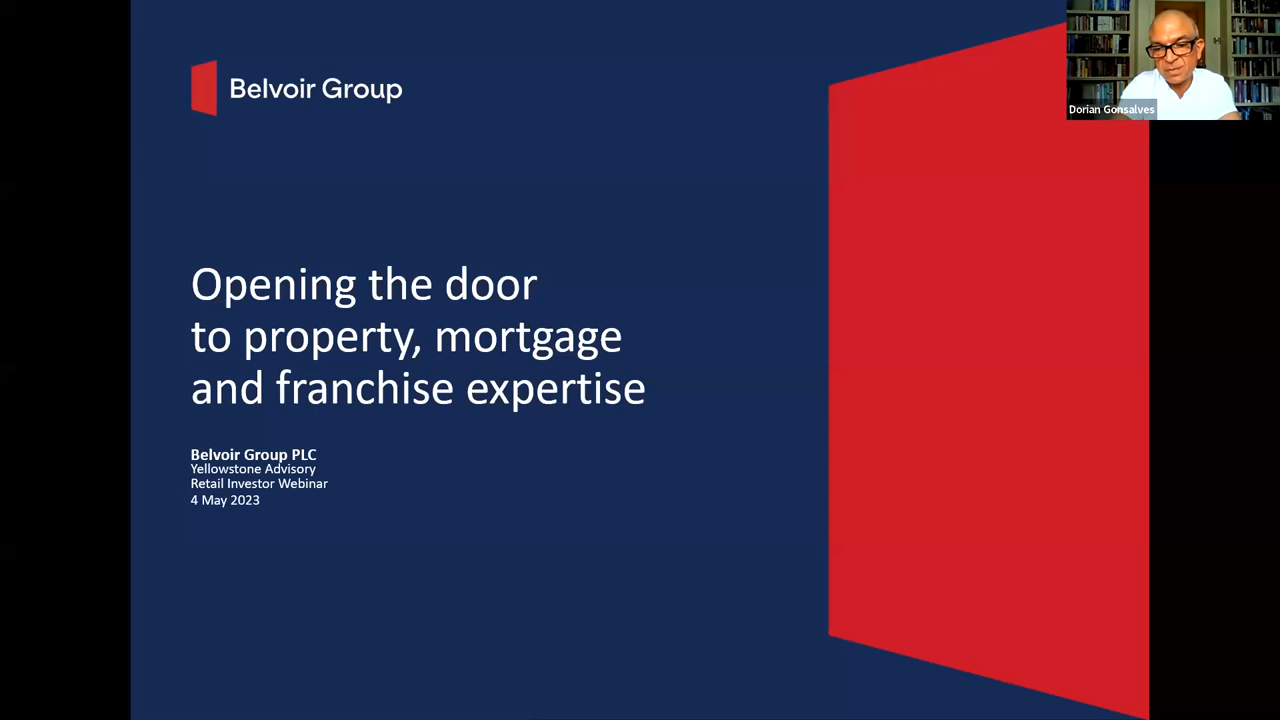 Belvoir Group
Dorian Gonsalves
Opening the door
to property, mortgage
and franchise expertise
Belvoir Group PLC
Yellowstone Advisory
Retail Investor Webinar
4 May 2023